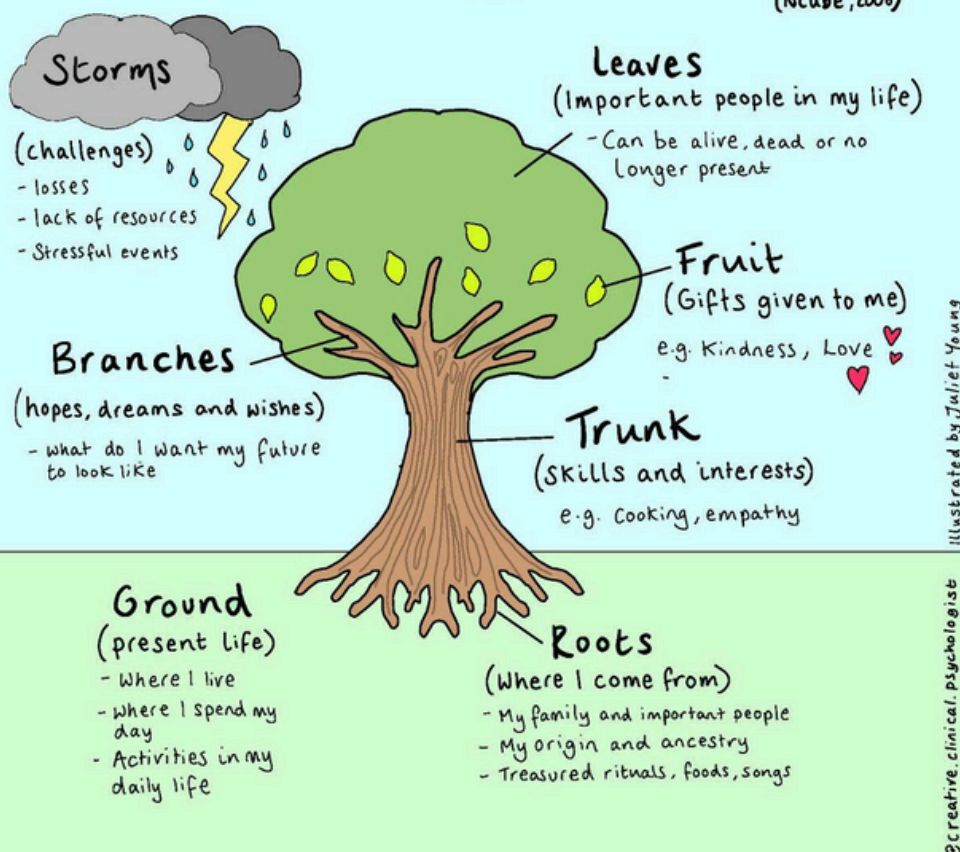 (Ncube, 2006)
Storms
(challenges)
- losses
- lack of resources
- Stressful events
Leaves
(Important people in my life)
- Can be alive, dead or no
longer present
Fruit
(Gifts given to me)
e.g. Kindness, Love
-
Branches
(hopes, dreams and wishes)
- what do I want my future
to look like
Trunk
(skills and interests)
e.g. Cooking, empathy
Ground
(present life)
- Where I live
- Where I spend my
day
- Activities in my
daily life
Roots
(Where I come from)
- My family and important people
- My origin and ancestry
- Treasured rituals, foods, songs
Illustrated by Juliet Young
@creative.clinical.psychologist